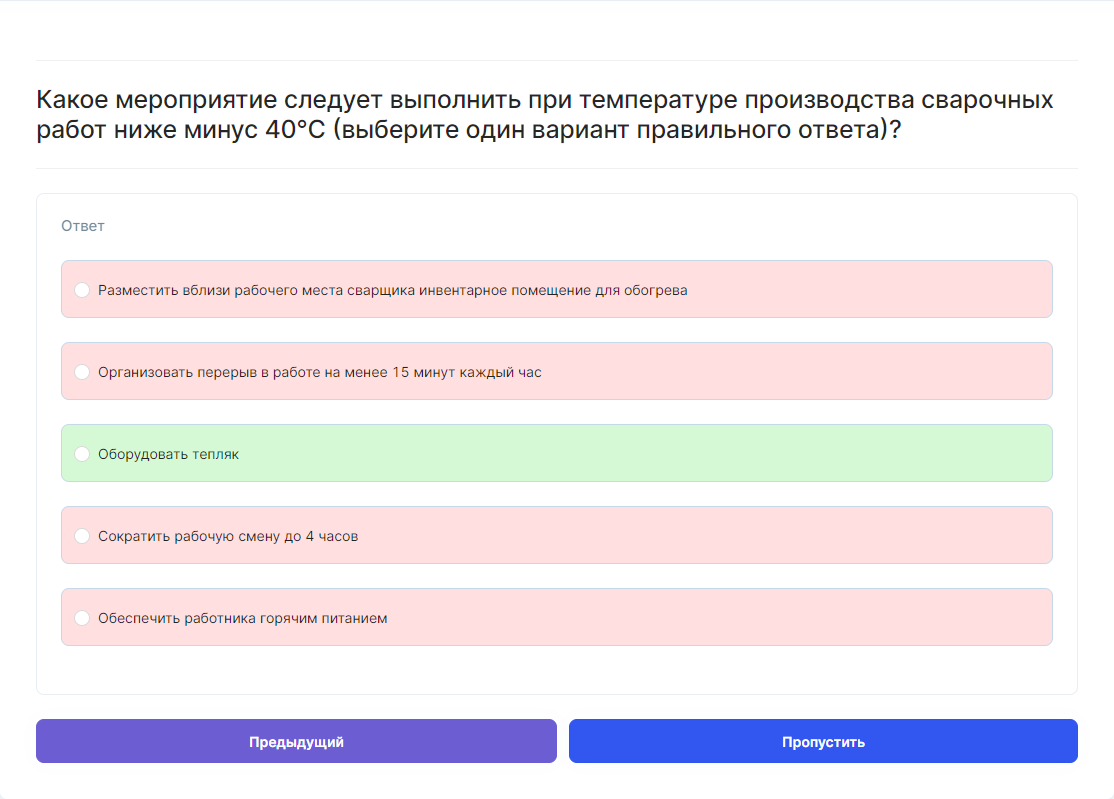 Какое мероприятие следует выполнить при температуре производства сварочных
работ ниже минус 40°С (выберите один вариант правильного ответа)?
Ответ
Разместить вблизи рабочего места сварщика инвентарное помещение для обогрева
Организовать перерыв в работе на менее 15 минут каждый час
Оборудовать тепляк
Сократить рабочую смену до 4 часов
Обеспечить работника горячим питанием
Предыдущий
Пропустить